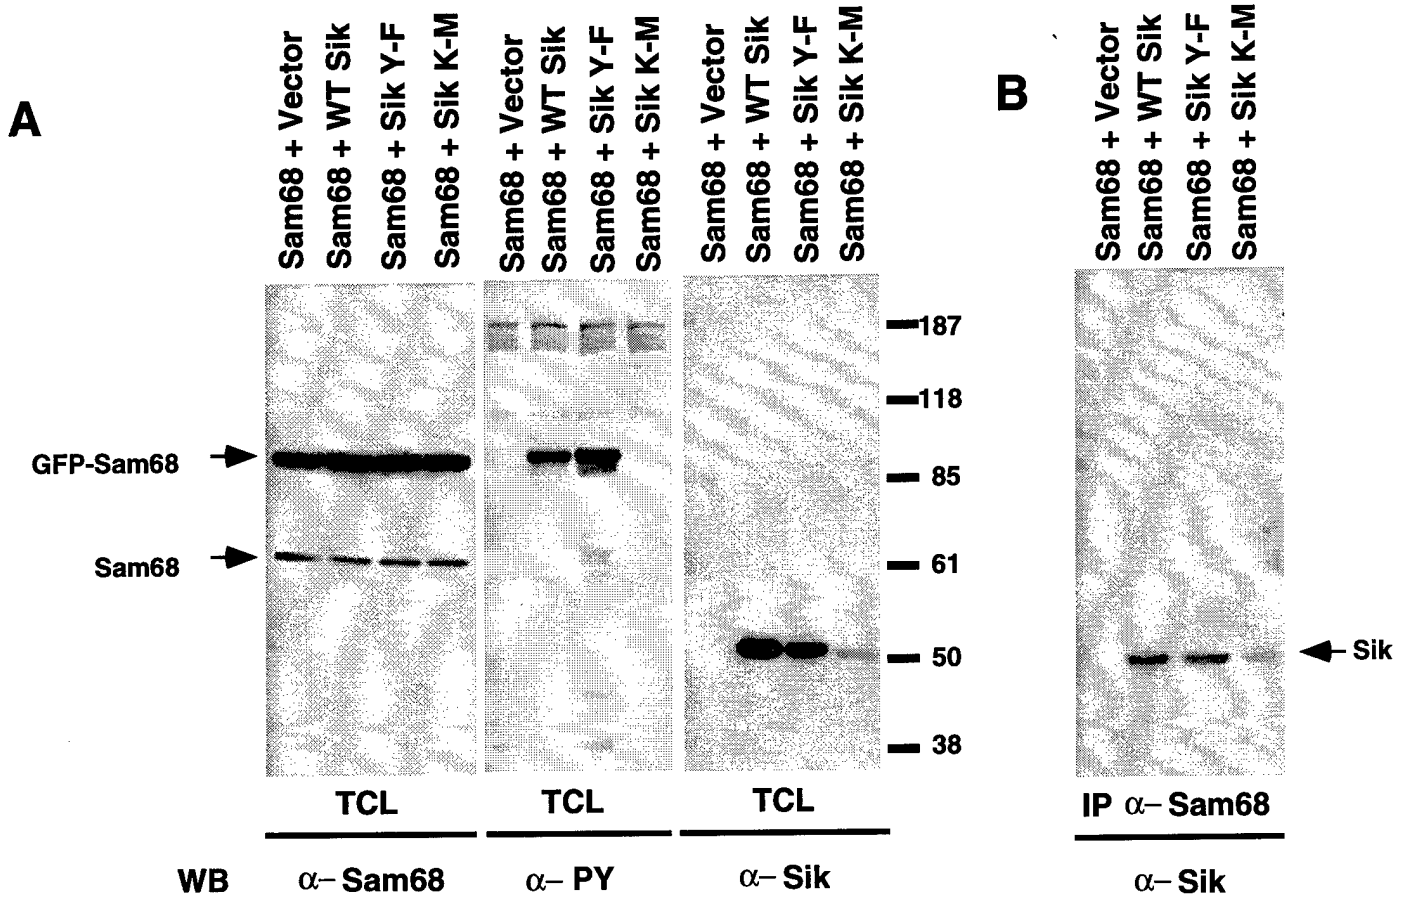 A
Sam68 + Vector
Sam68 + WT Sik
Sam68 + Sik Y-F
Sam68 + Sik K-M
Sam68 + Vector
Sam68 + WT Sik
Sam68 + Sik Y-F
Sam68 + Sik K-M
Sam68 + Vector
Sam68 + WT Sik
Sam68 + Sik Y-F
Sam68 + Sik K-M
GFP-Sam68
Sam68
187
118
85
61
50
38
TCL
TCL
TCL
WB
α– Sam68
α– PY
α– Sik
B
Sam68 + Vector
Sam68 + WT Sik
Sam68 + Sik Y-F
Sam68 + Sik K-M
Sik
IP α– Sam68
α– Sik